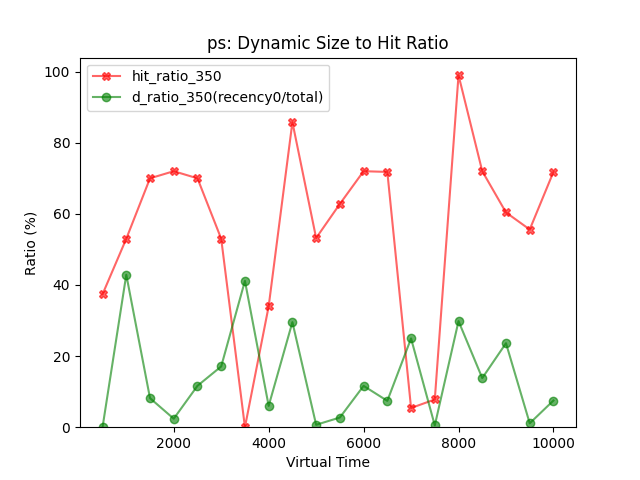 ps: Dynamic Size to Hit Ratio
hit_ratio_350
d_ratio_350(recency0/total)
Ratio (%)
100
80
60
40
20
0
2000 4000 6000 8000 10000
Virtual Time